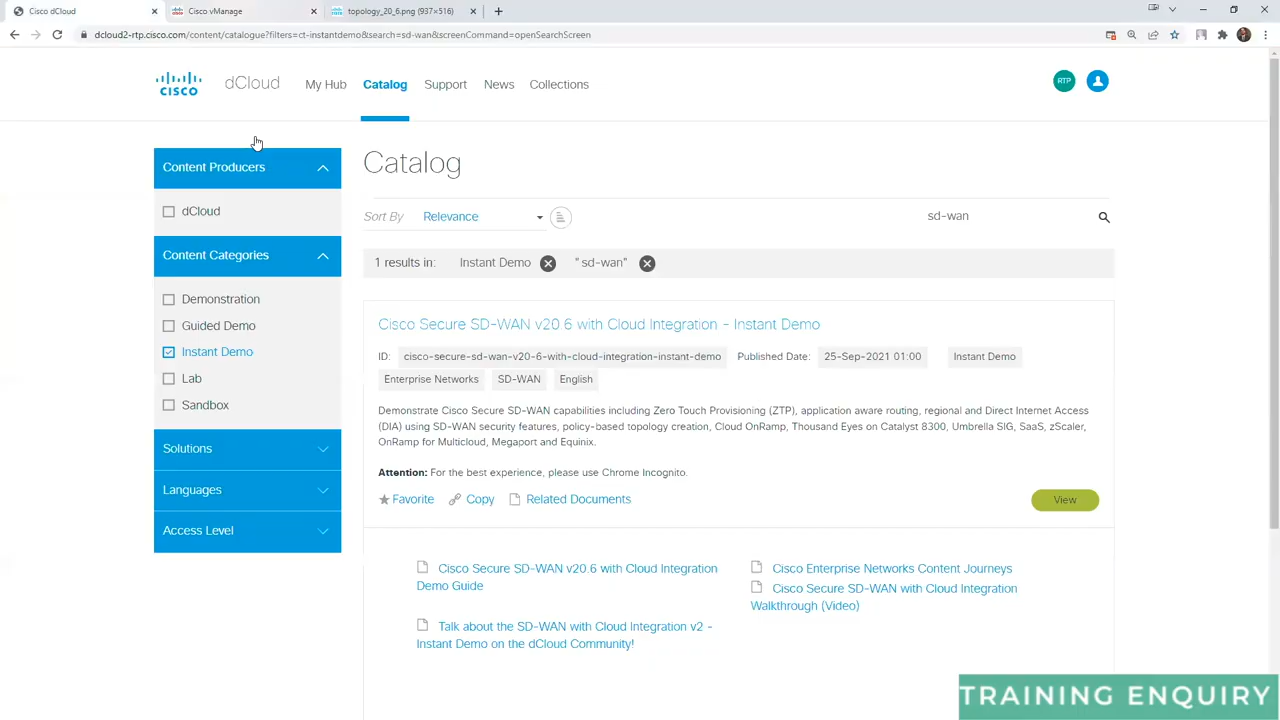 Cisco dCloud
Cisco vManage
topology_20_6.png (937×516)
dcloud2-rtp.cisco.com/content/catalogue?filters=ct-instantdemo&search=sd-wan&screenCommand=openSearchScreen
CISCO
dCloud
My Hub
Catalog
Support
News
Collections
RTP
Content Producers
dCloud
Content Categories
Demonstration
Guided Demo
Instant Demo
Lab
Sandbox
Solutions
Languages
Access Level
Catalog
Sort By Relevance
sd-wan
1 results in: Instant Demo "sd-wan"
Cisco Secure SD-WAN v20 6 with Cloud Integration - Instant Demo
ID: cisco-secure-sd-wan-v20-6-with-cloud-integration-instant-demo Published Date: 25-Sep-2021 01:00 Instant Demo
Enterprise Networks SD-WAN English
Demonstrate Cisco Secure SD-WAN capabilities including Zero Touch Provisioning (ZTP), application aware routing, regional and Direct Internet Access
(DIA) using SD-WAN security features, policy-based topology creation, Cloud OnRamp, Thousand Eyes on Catalyst 8300, Umbrella SIG, SaaS, zScaler,
OnRamp for Multicloud, Megaport and Equinix.
Attention: For the best experience, please use Chrome Incognito.
Favorite Copy Related Documents
View
Cisco Secure SD-WAN v20.6 with Cloud Integration
Demo Guide
Talk about the SD-WAN with Cloud Integration v2 -
Instant Demo on the dCloud Community!
Cisco Enterprise Networks Content Journeys
Cisco Secure SD-WAN with Cloud Integration
Walkthrough (Video)
TRAINING ENQUIRY